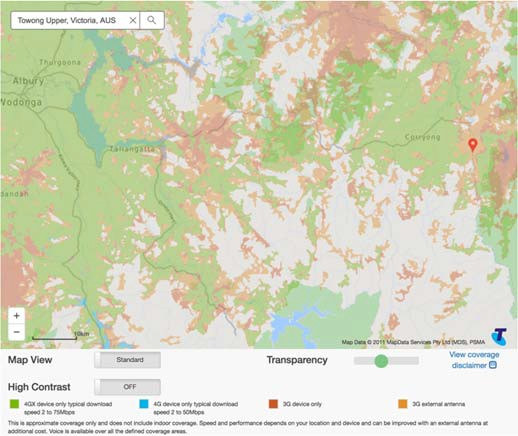 Towong Upper, Victoria, AUS
Thurgoona
Albury
Wodonga
Tallangatta
Corryong
dandah
+
−
10km
Map Data © 2011 MapData Services Pty Ltd (MDS), PSMA
Map View
Standard
Transparency
View coverage
disclaimer
High Contrast
OFF
4GX device only typical download
speed 2 to 75Mbps
4G device only typical download
speed 2 to 50Mbps
3G device only
3G external antenna
This is approximate coverage only and does not include indoor coverage. Speed and performance depends on your location and device and can be improved with an external antenna at
additional cost. Voice is available over all the defined coverage areas.